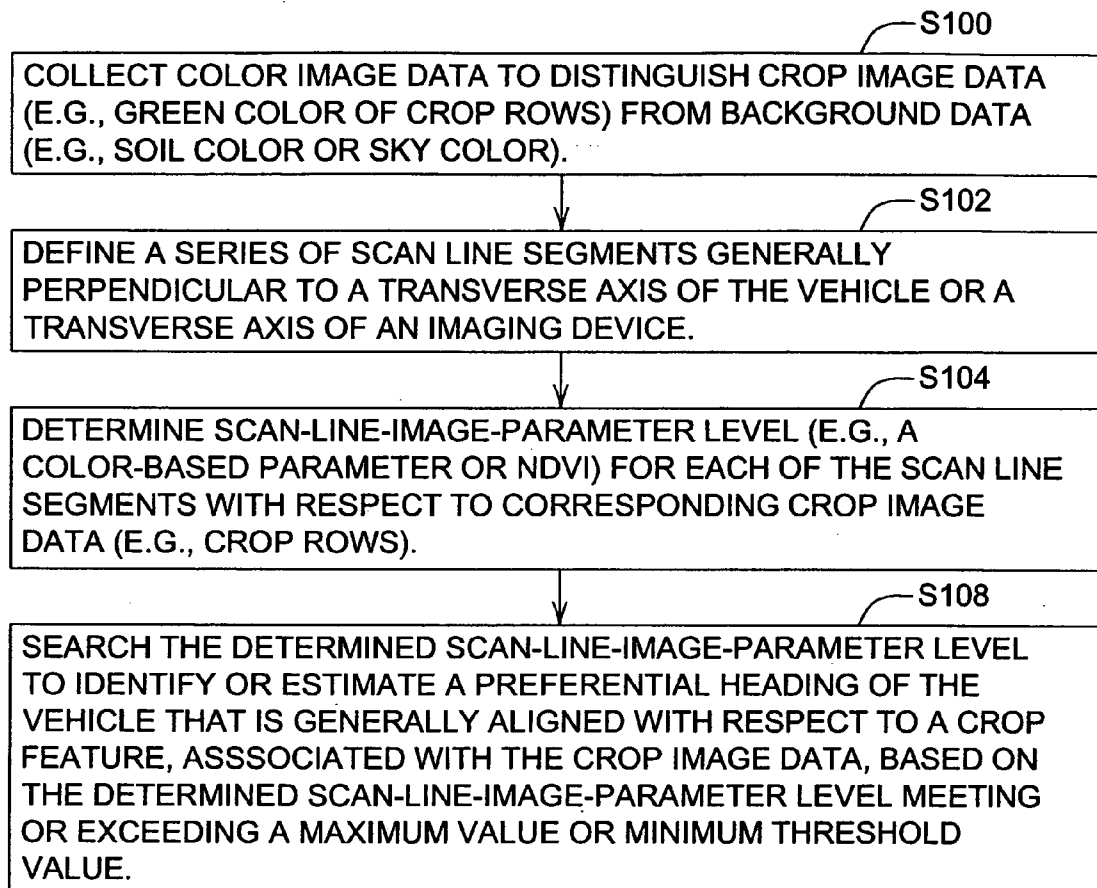 S100
COLLECT COLOR IMAGE DATA TO DISTINGUISH CROP IMAGE DATA
(E.G., GREEN COLOR OF CROP ROWS) FROM BACKGROUND DATA
(E.G., SOIL COLOR OR SKY COLOR).
S102
DEFINE A SERIES OF SCAN LINE SEGMENTS GENERALLY
PERPENDICULAR TO A TRANSVERSE AXIS OF THE VEHICLE OR A
TRANSVERSE AXIS OF AN IMAGING DEVICE.
S104
DETERMINE SCAN-LINE-IMAGE-PARAMETER LEVEL (E.G., A
COLOR-BASED PARAMETER OR NDVI) FOR EACH OF THE SCAN LINE
SEGMENTS WITH RESPECT TO CORRESPONDING CROP IMAGE
DATA (E.G., CROP ROWS).
S108
SEARCH THE DETERMINED SCAN-LINE-IMAGE-PARAMETER LEVEL
TO IDENTIFY OR ESTIMATE A PREFERENTIAL HEADING OF THE
VEHICLE THAT IS GENERALLY ALIGNED WITH RESPECT TO A CROP
FEATURE, ASSSOCIATED WITH THE CROP IMAGE DATA, BASED ON
THE DETERMINED SCAN-LINE-IMAGE-PARAMETER LEVEL MEETING
OR EXCEEDING A MAXIMUM VALUE OR MINIMUM THRESHOLD
VALUE.